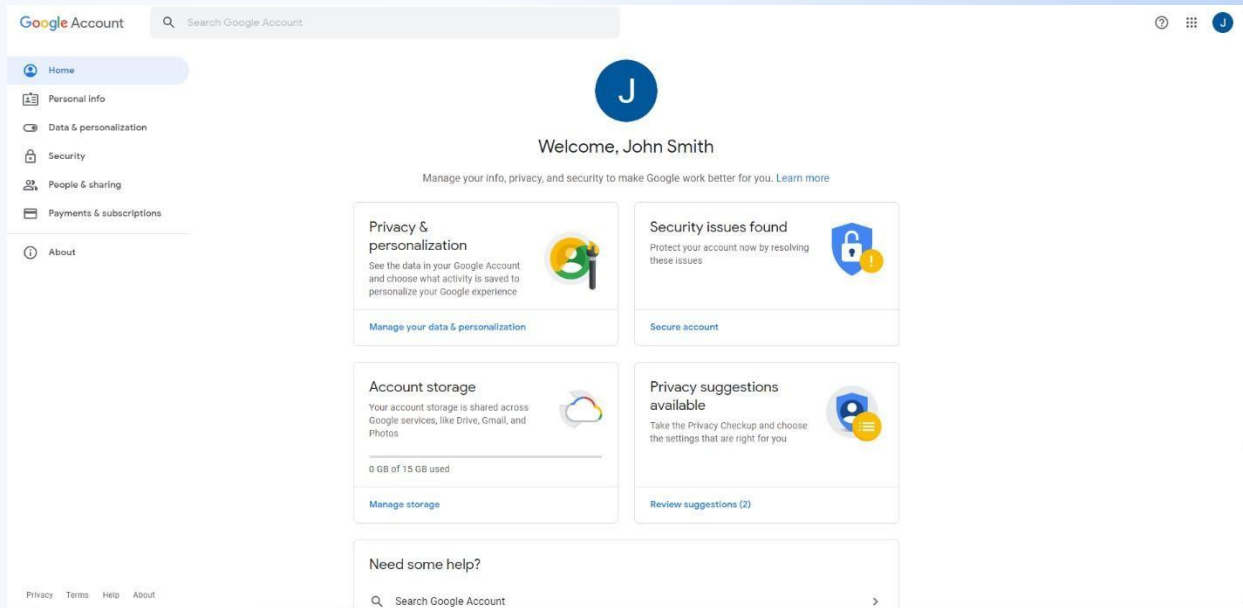 Google Account
Search Google Account
J
Home
Personal info
Data & personalization
Security
People & sharing
Payments & subscriptions
About
J
Welcome, John Smith
Manage your info, privacy, and security to make Google work better for you. Learn more
Privacy &
personalization
See the data in your Google Account
and choose what activity is saved to
personalize your Google experience
Manage your data & personalization
Security issues found
Protect your account now by resolving
these issues
Secure account
Account storage
Your account storage is shared across
Google services, like Drive, Gmail, and
Photos
0 GB of 15 GB used
Manage storage
Privacy suggestions
available
Take the Privacy Checkup and choose
the settings that are right for you
Review suggestions (2)
Need some help?
Search Google Account
Privacy Terms Help About